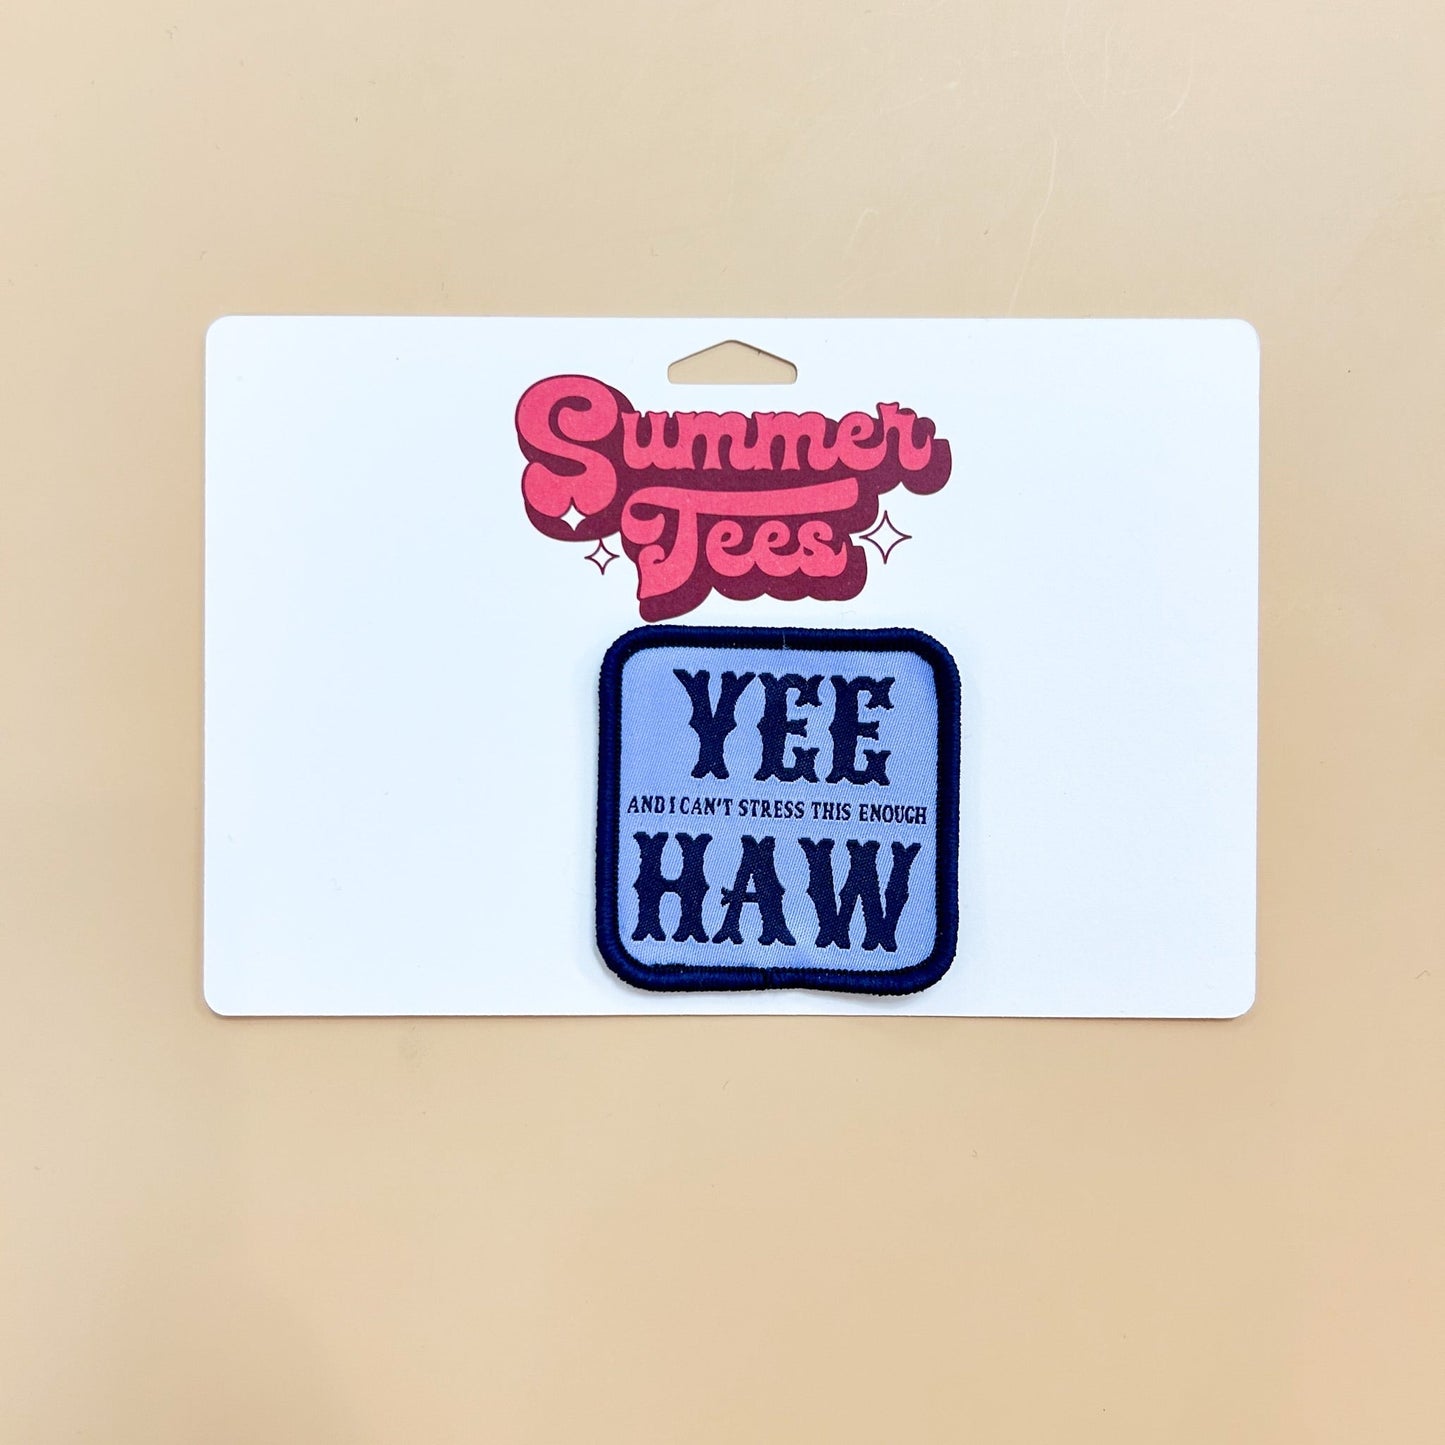 Summer
Tees
YEE
AND I CAN'T STRESS THIS ENOUGH
HAW